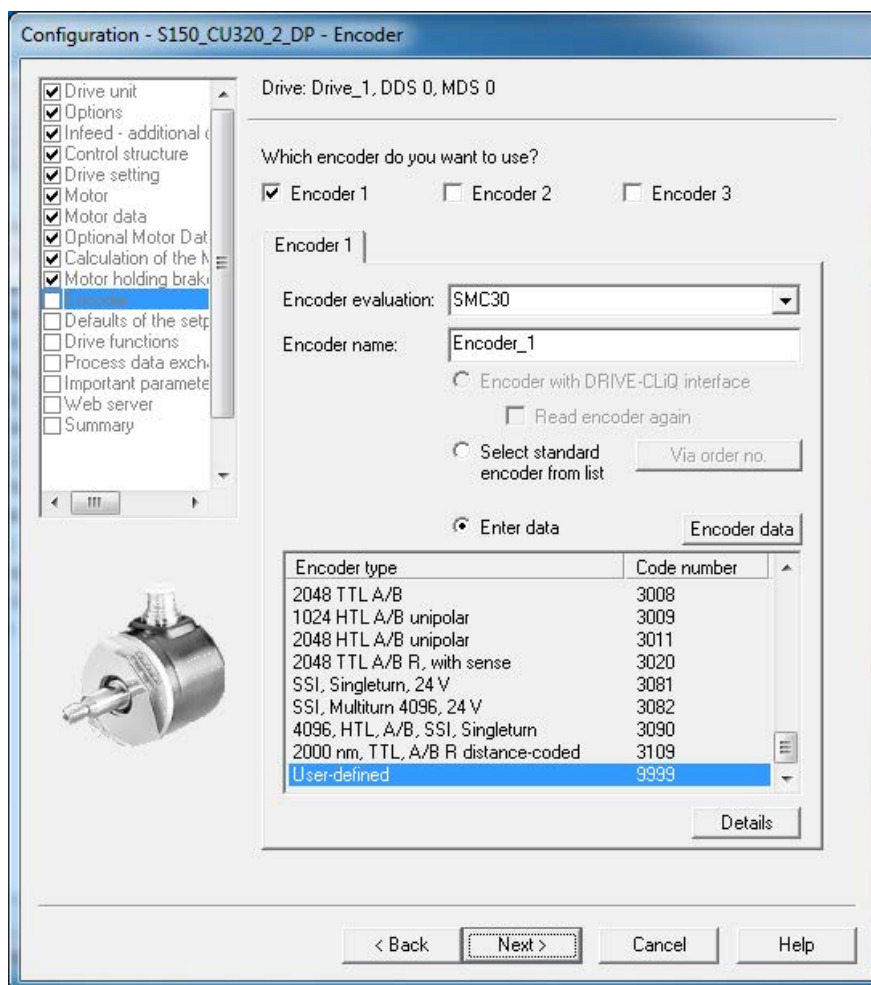 Configuration - S150_CU320_2_DP - Encoder
Drive unit
Options
Infeed - additional
Control structure
Drive setting
Motor
Motor data
Optional Motor Dat
Calculation of the M
Motor holding brak
Encoder
Defaults of the setp
Drive functions
Process data exch
Important paramete
Web server
Summary
Drive: Drive_1, DDS 0, MDS 0
Which encoder do you want to use?
Encoder 1 Encoder 2 Encoder 3
Encoder 1
Encoder evaluation: SMC30
Encoder name: Encoder_1
Encoder with DRIVE-CLiQ interface
Read encoder again
Select standard Via order no.
encoder from list
Enter data Encoder data
Encoder type Code number
2048 TTL A/B 3008
1024 HTL A/B unipolar 3009
2048 HTL A/B unipolar 3011
2048 TTL A/B R, with sense 3020
SSI, Singleturn, 24 V 3081
SSI, Multiturn 4096, 24 V 3082
4096, HTL, A/B, SSI, Singleturn 3090
2000 nm, TTL, A/B R distance-coded 3109
User-defined 9999
Details
< Back Next > Cancel Help